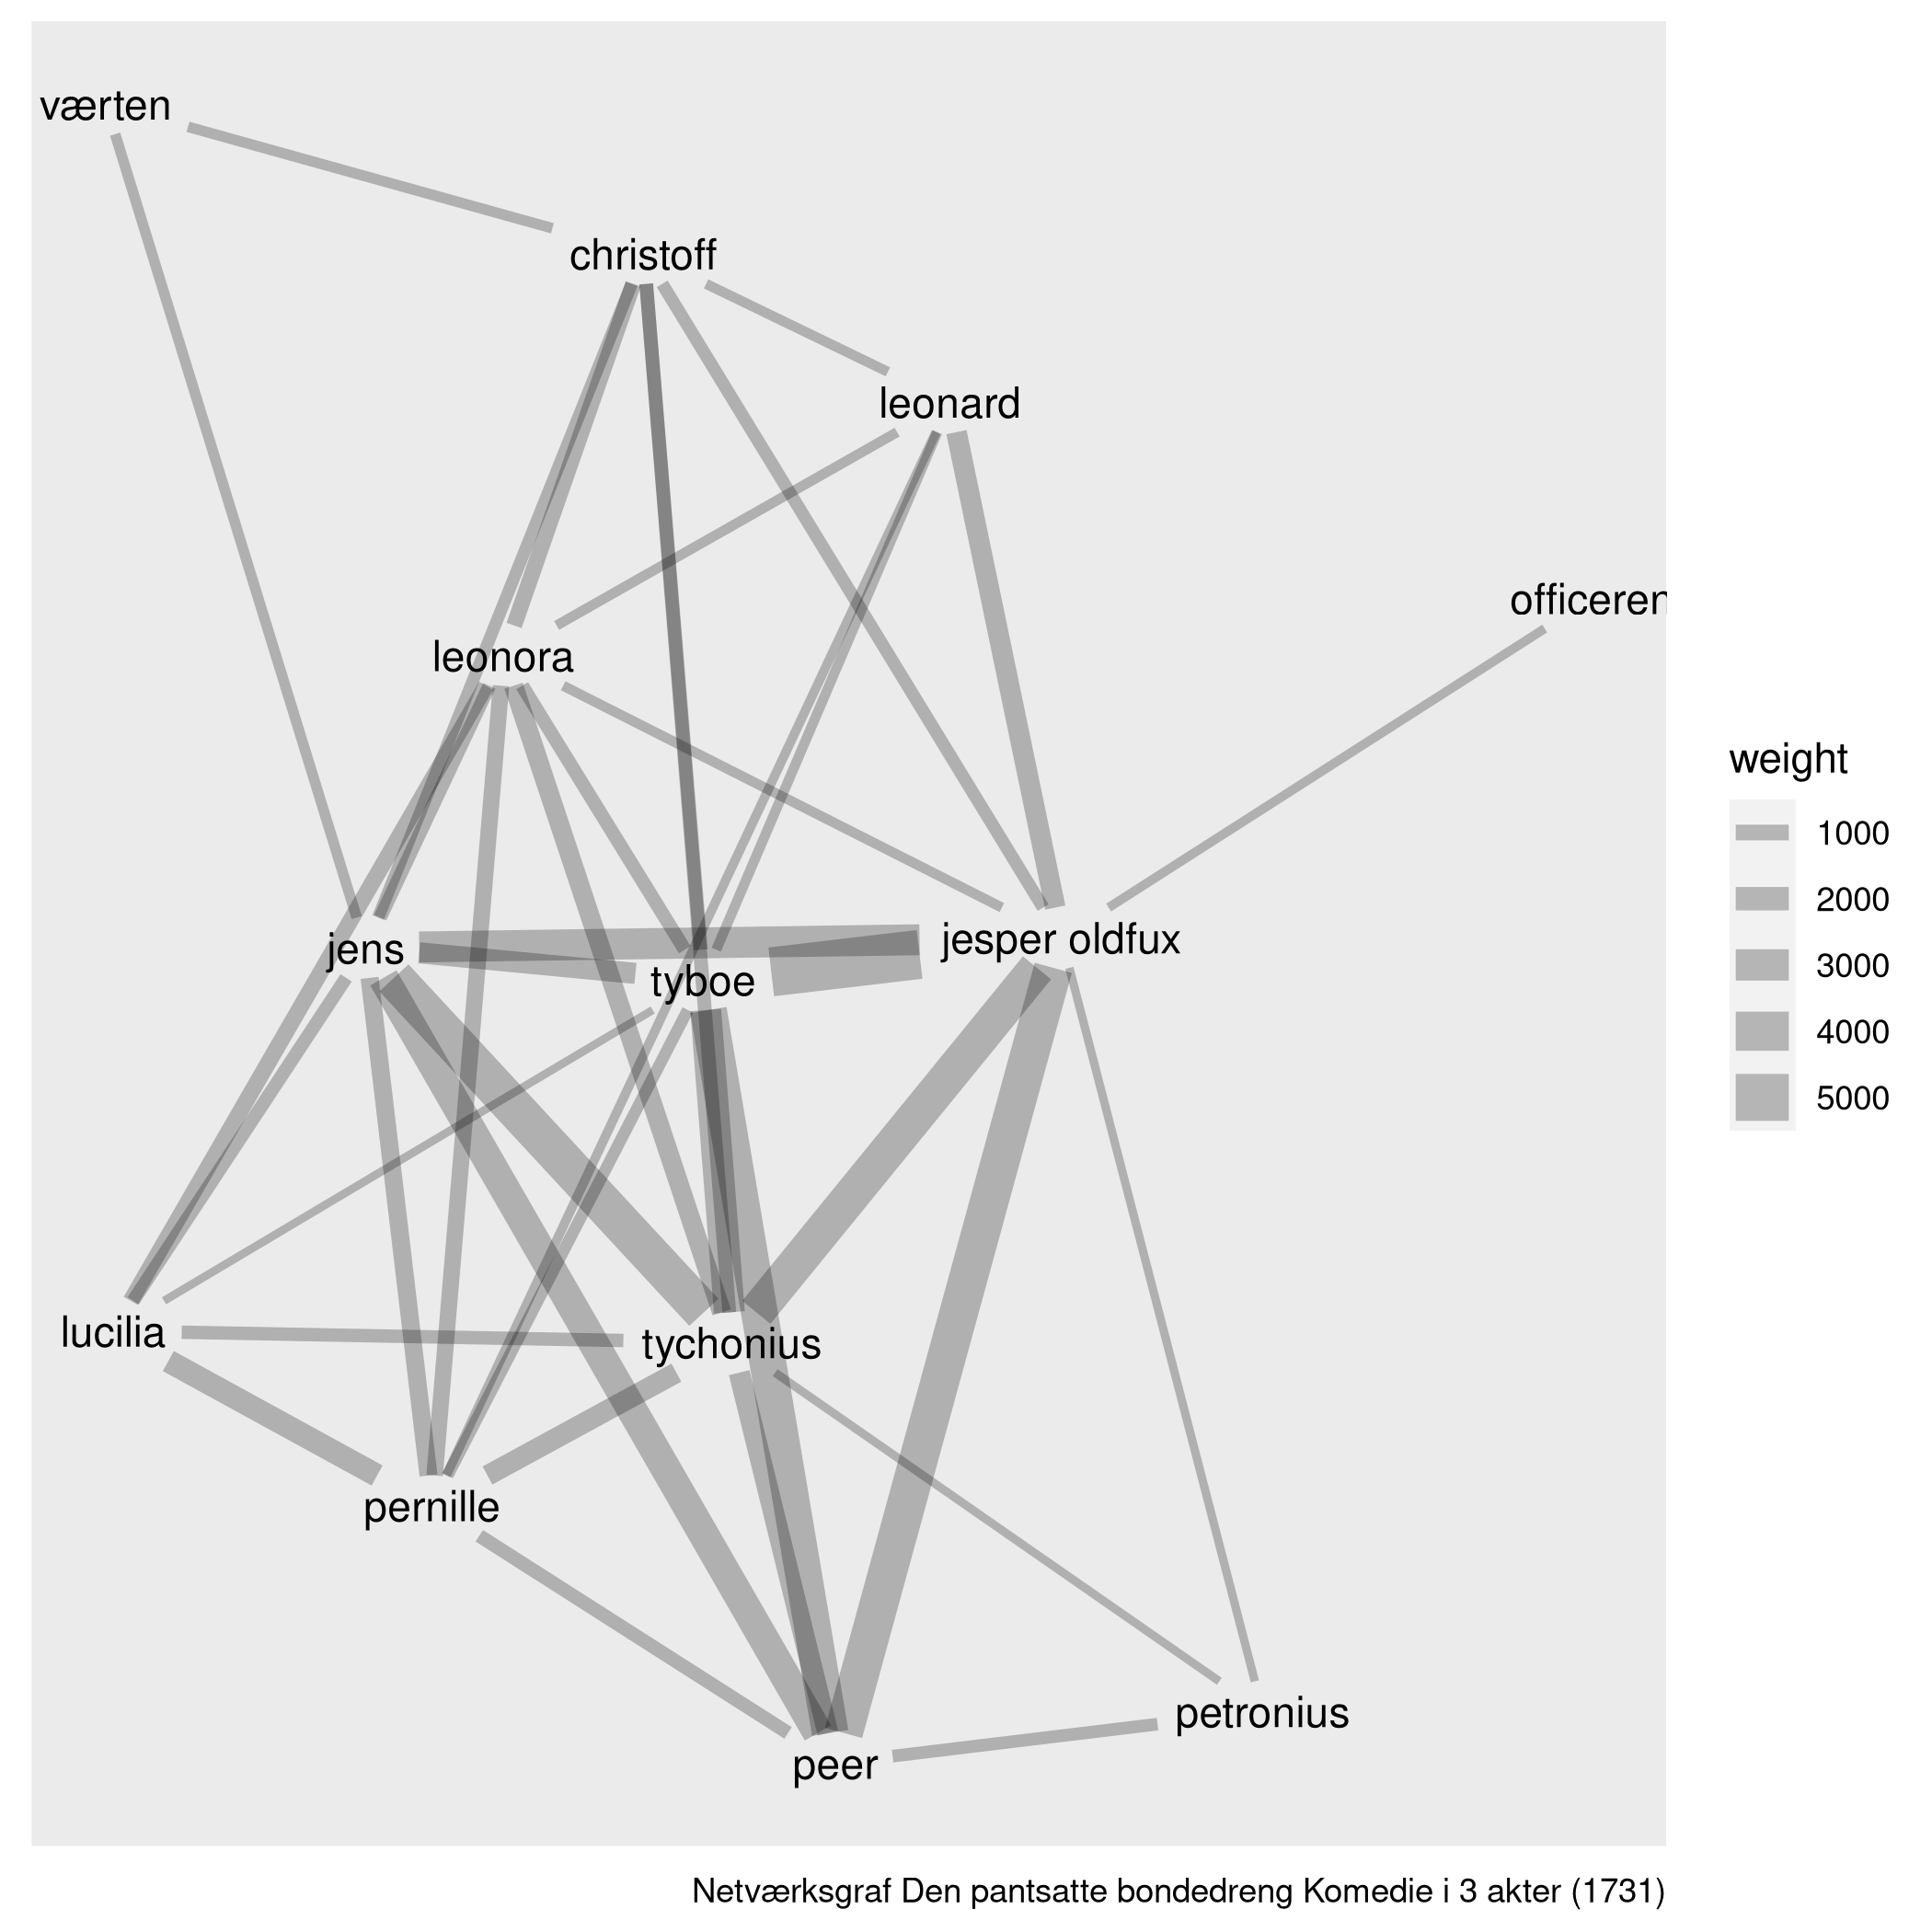 værten
christoff
leonard
officeren
leonora
weight
1000
2000
3000
4000
5000
jens
jesper oldfux
tyboe
lucilia
tychonius
pernille
petronius
peer
Netværksgraf Den pantsatte bondedreng Komedie i 3 akter (1731)